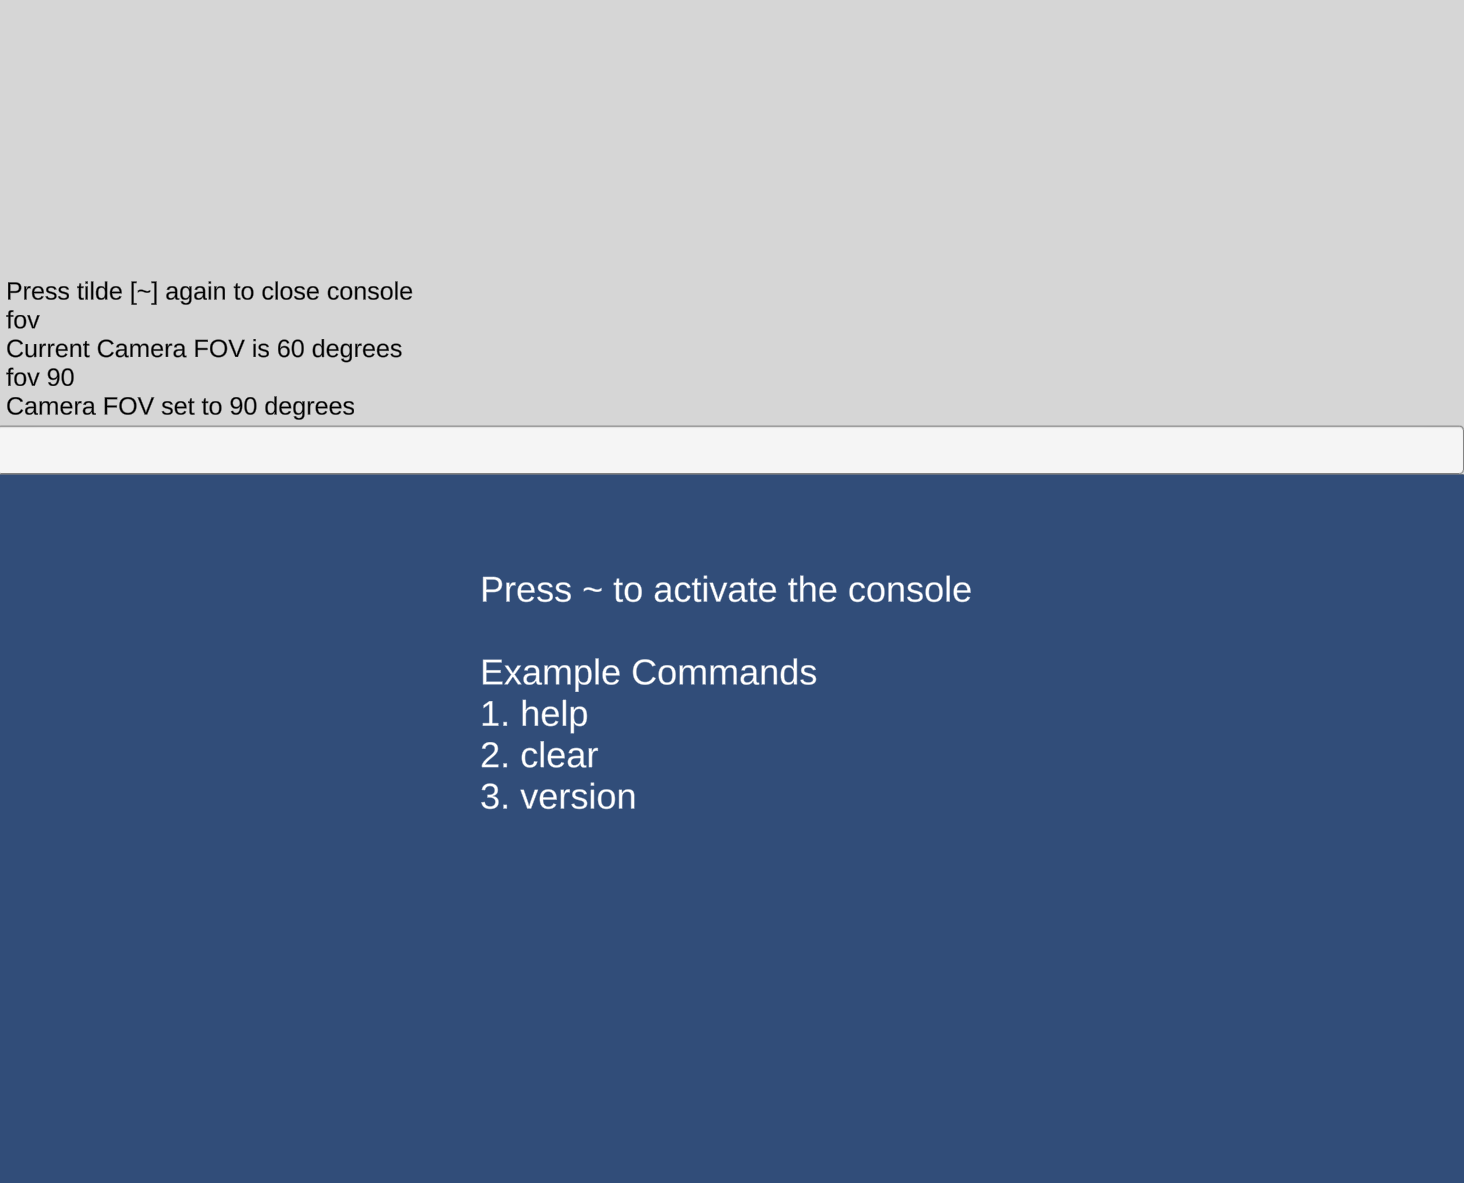 Press tilde [~] again to close console
fov
Current Camera FOV is 60 degrees
fov 90
Camera FOV set to 90 degrees
Press ~ to activate the console
Example Commands
1. help
2. clear
3. version